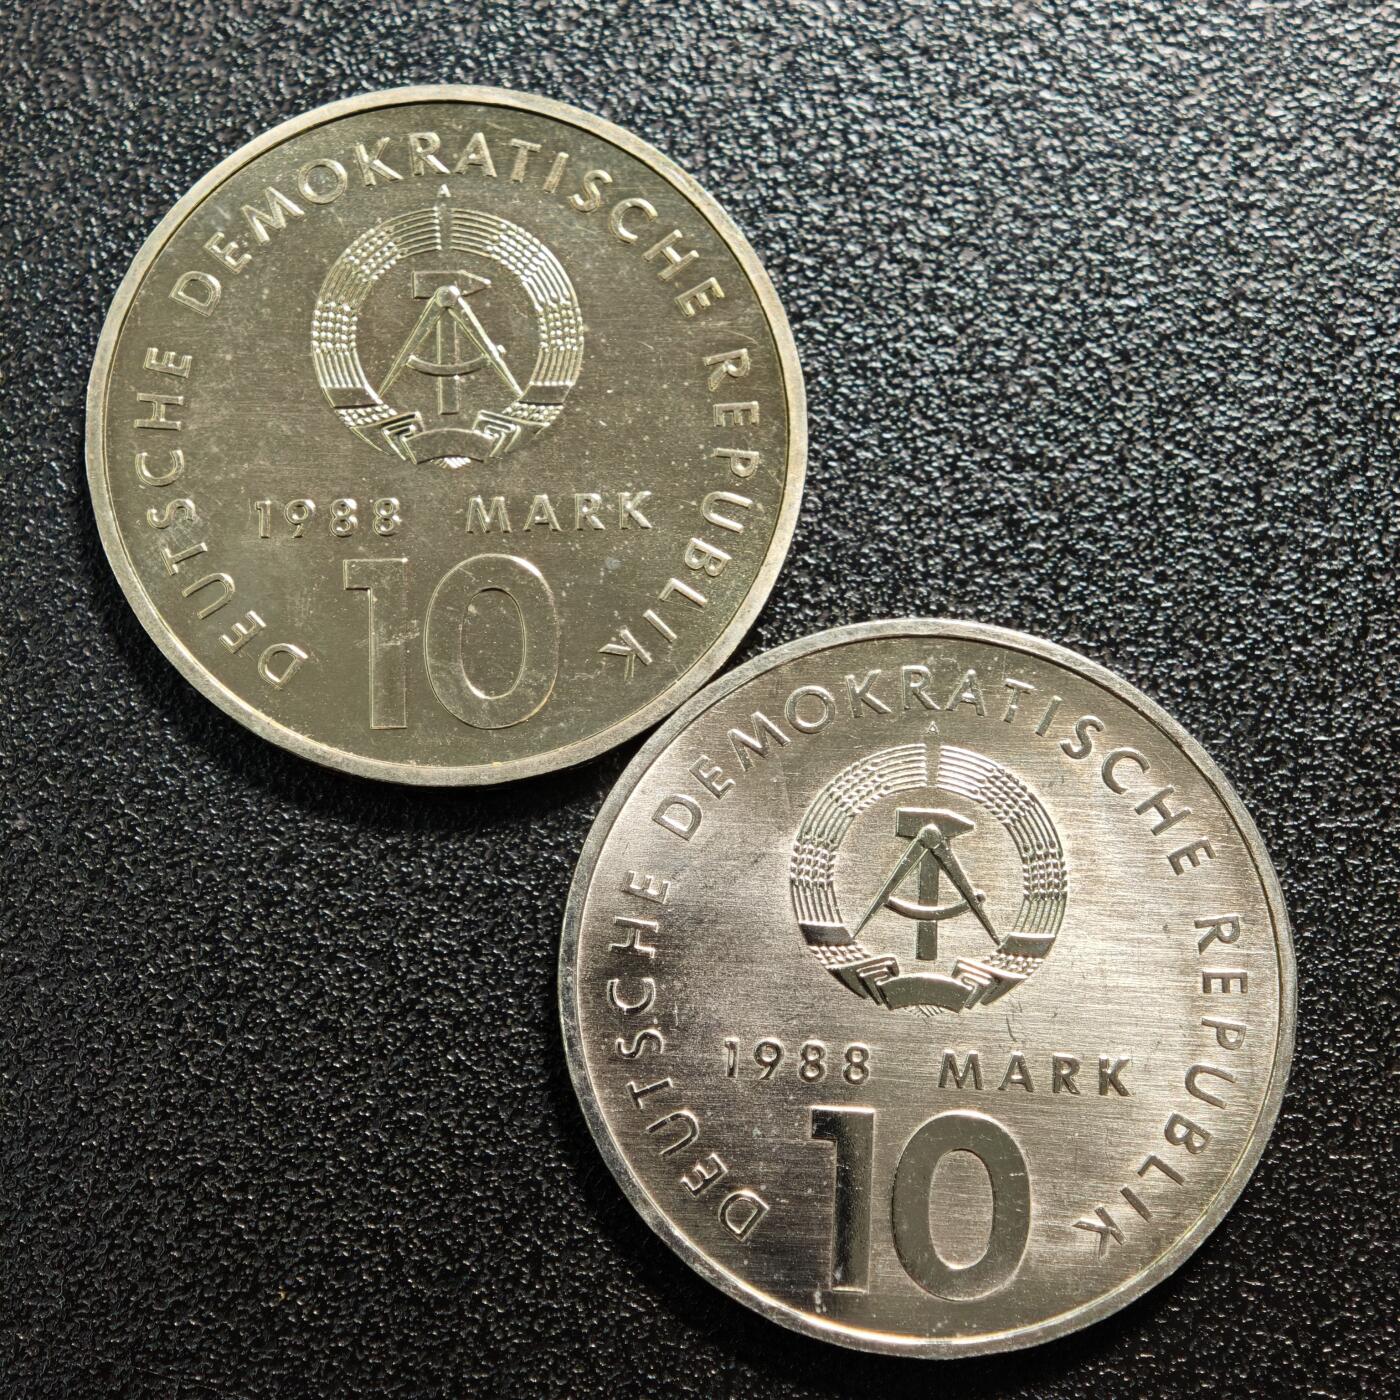 DEUTSCHE DEMOKRATISCHE REPUBLIK
A
1988 MARK
10
DEUTSCHE DEMOKRATISCHE REPUBLIK
A
1988 MARK
10